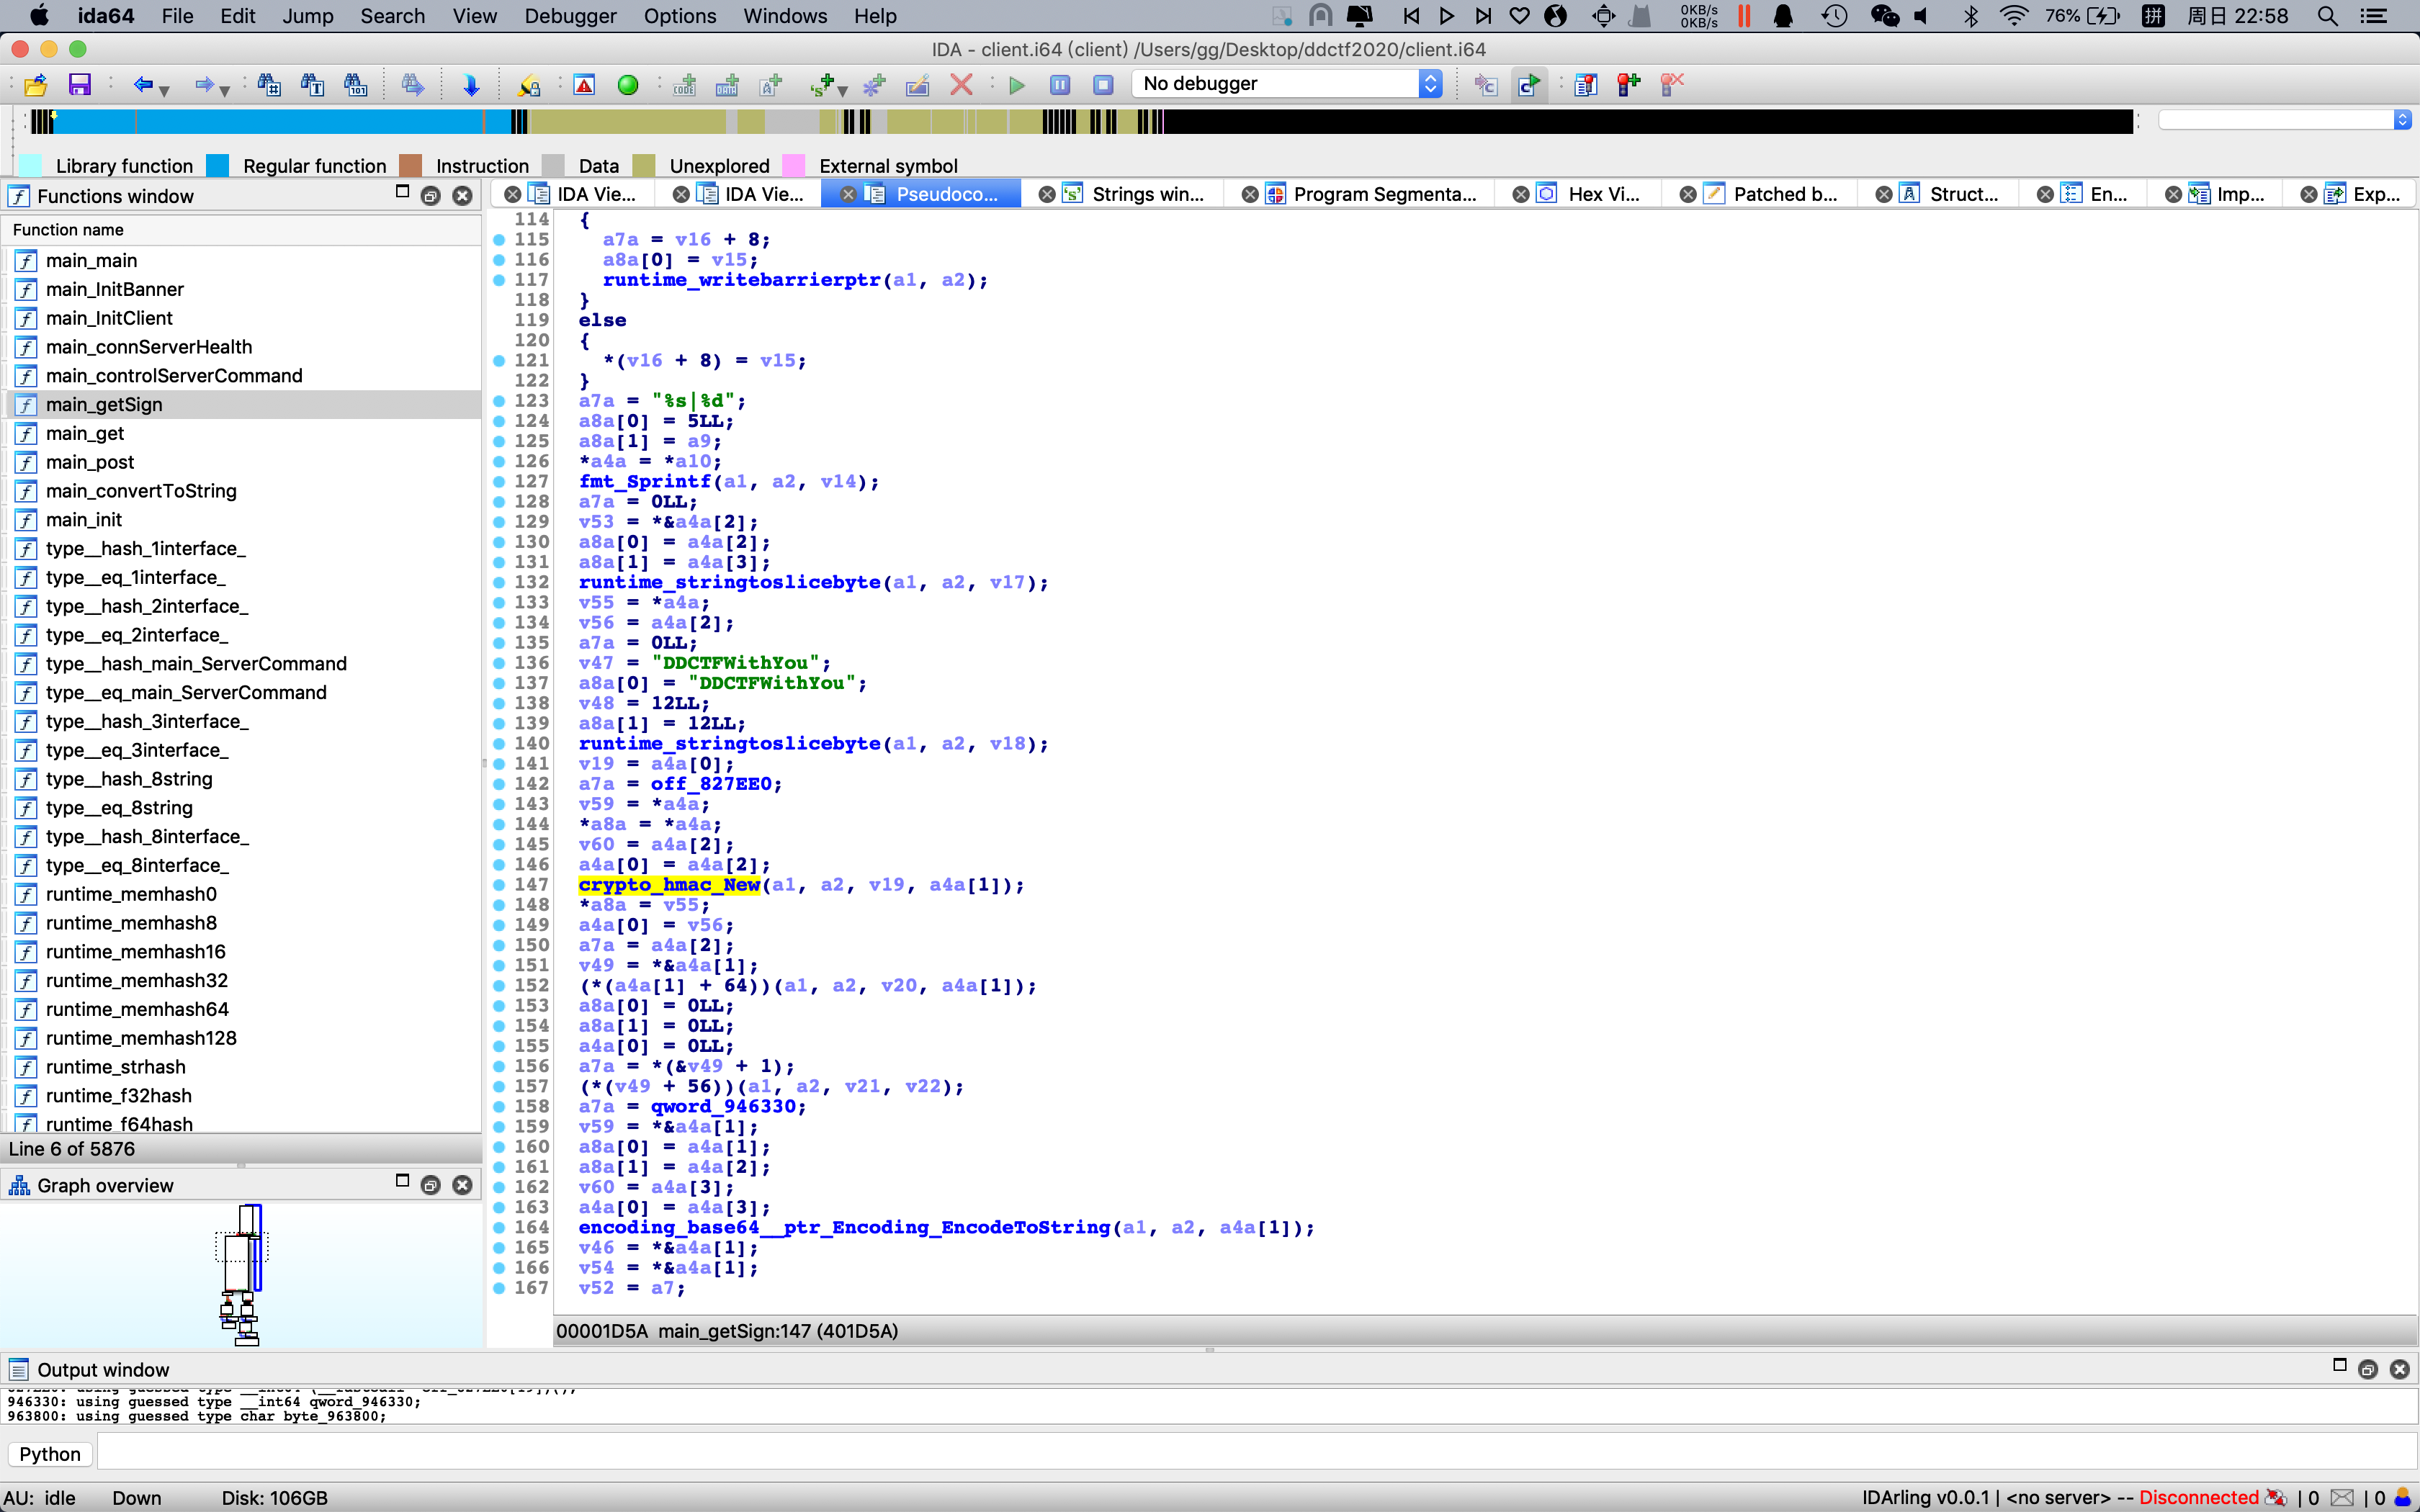 ida64 File Edit Jump Search View Debugger Options Windows Help 0KB/s 0KB/s 76% 拼 周日 22:58
IDA - client.i64 (client) /Users/gg/Desktop/ddctf2020/client.i64
No debugger
Library function Regular function Instruction Data Unexplored External symbol
Functions window
IDA Vie... IDA Vie... Pseudoco... Strings win... Program Segmenta... Hex Vi... Patched b... Struct... En... Imp... Exp...
Function name
main_main
main_InitBanner
main_InitClient
main_connServerHealth
main_controlServerCommand
main_getSign
main_get
main_post
main_convertToString
main_init
type__hash_1interface_
type__eq_1interface_
type__hash_2interface_
type__eq_2interface_
type__hash_main_ServerCommand
type__eq_main_ServerCommand
type__hash_3interface_
type__eq_3interface_
type__hash_8string
type__eq_8string
type__hash_8interface_
type__eq_8interface_
runtime_memhash0
runtime_memhash8
runtime_memhash16
runtime_memhash32
runtime_memhash64
runtime_memhash128
runtime_strhash
runtime_f32hash
runtime_f64hash
Line 6 of 5876
Graph overview
114 {
115 a7a = v16 + 8;
116 a8a[0] = v15;
117 runtime_writebarrierptr(a1, a2);
118 }
119 else
120 {
121 *(v16 + 8) = v15;
122 }
123 a7a = "%s|%d";
124 a8a[0] = 5LL;
125 a8a[1] = a9;
126 *a4a = *a10;
127 fmt_Sprintf(a1, a2, v14);
128 a7a = 0LL;
129 v53 = *&a4a[2];
130 a8a[0] = a4a[2];
131 a8a[1] = a4a[3];
132 runtime_stringtoslicebyte(a1, a2, v17);
133 v55 = *a4a;
134 v56 = a4a[2];
135 a7a = 0LL;
136 v47 = "DDCTFWithYou";
137 a8a[0] = "DDCTFWithYou";
138 v48 = 12LL;
139 a8a[1] = 12LL;
140 runtime_stringtoslicebyte(a1, a2, v18);
141 v19 = a4a[0];
142 a7a = off_827EE0;
143 v59 = *a4a;
144 *a8a = *a4a;
145 v60 = a4a[2];
146 a4a[0] = a4a[2];
147 crypto_hmac_New(a1, a2, v19, a4a[1]);
148 *a8a = v55;
149 a4a[0] = v56;
150 a7a = a4a[2];
151 v49 = *&a4a[1];
152 (*(a4a[1] + 64))(a1, a2, v20, a4a[1]);
153 a8a[0] = 0LL;
154 a8a[1] = 0LL;
155 a4a[0] = 0LL;
156 a7a = *(&v49 + 1);
157 (*(v49 + 56))(a1, a2, v21, v22);
158 a7a = qword_946330;
159 v59 = *&a4a[1];
160 a8a[0] = a4a[1];
161 a8a[1] = a4a[2];
162 v60 = a4a[3];
163 a4a[0] = a4a[3];
164 encoding_base64__ptr_Encoding_EncodeToString(a1, a2, a4a[1]);
165 v46 = *&a4a[1];
166 v54 = *&a4a[1];
167 v52 = a7;
00001D5A main_getSign:147 (401D5A)
Output window
946330: using guessed type __int64 qword_946330;
963800: using guessed type char byte_963800;
Python
AU: idle Down Disk: 106GB
IDArling v0.0.1 | <no server> -- Disconnected | 0 | 0